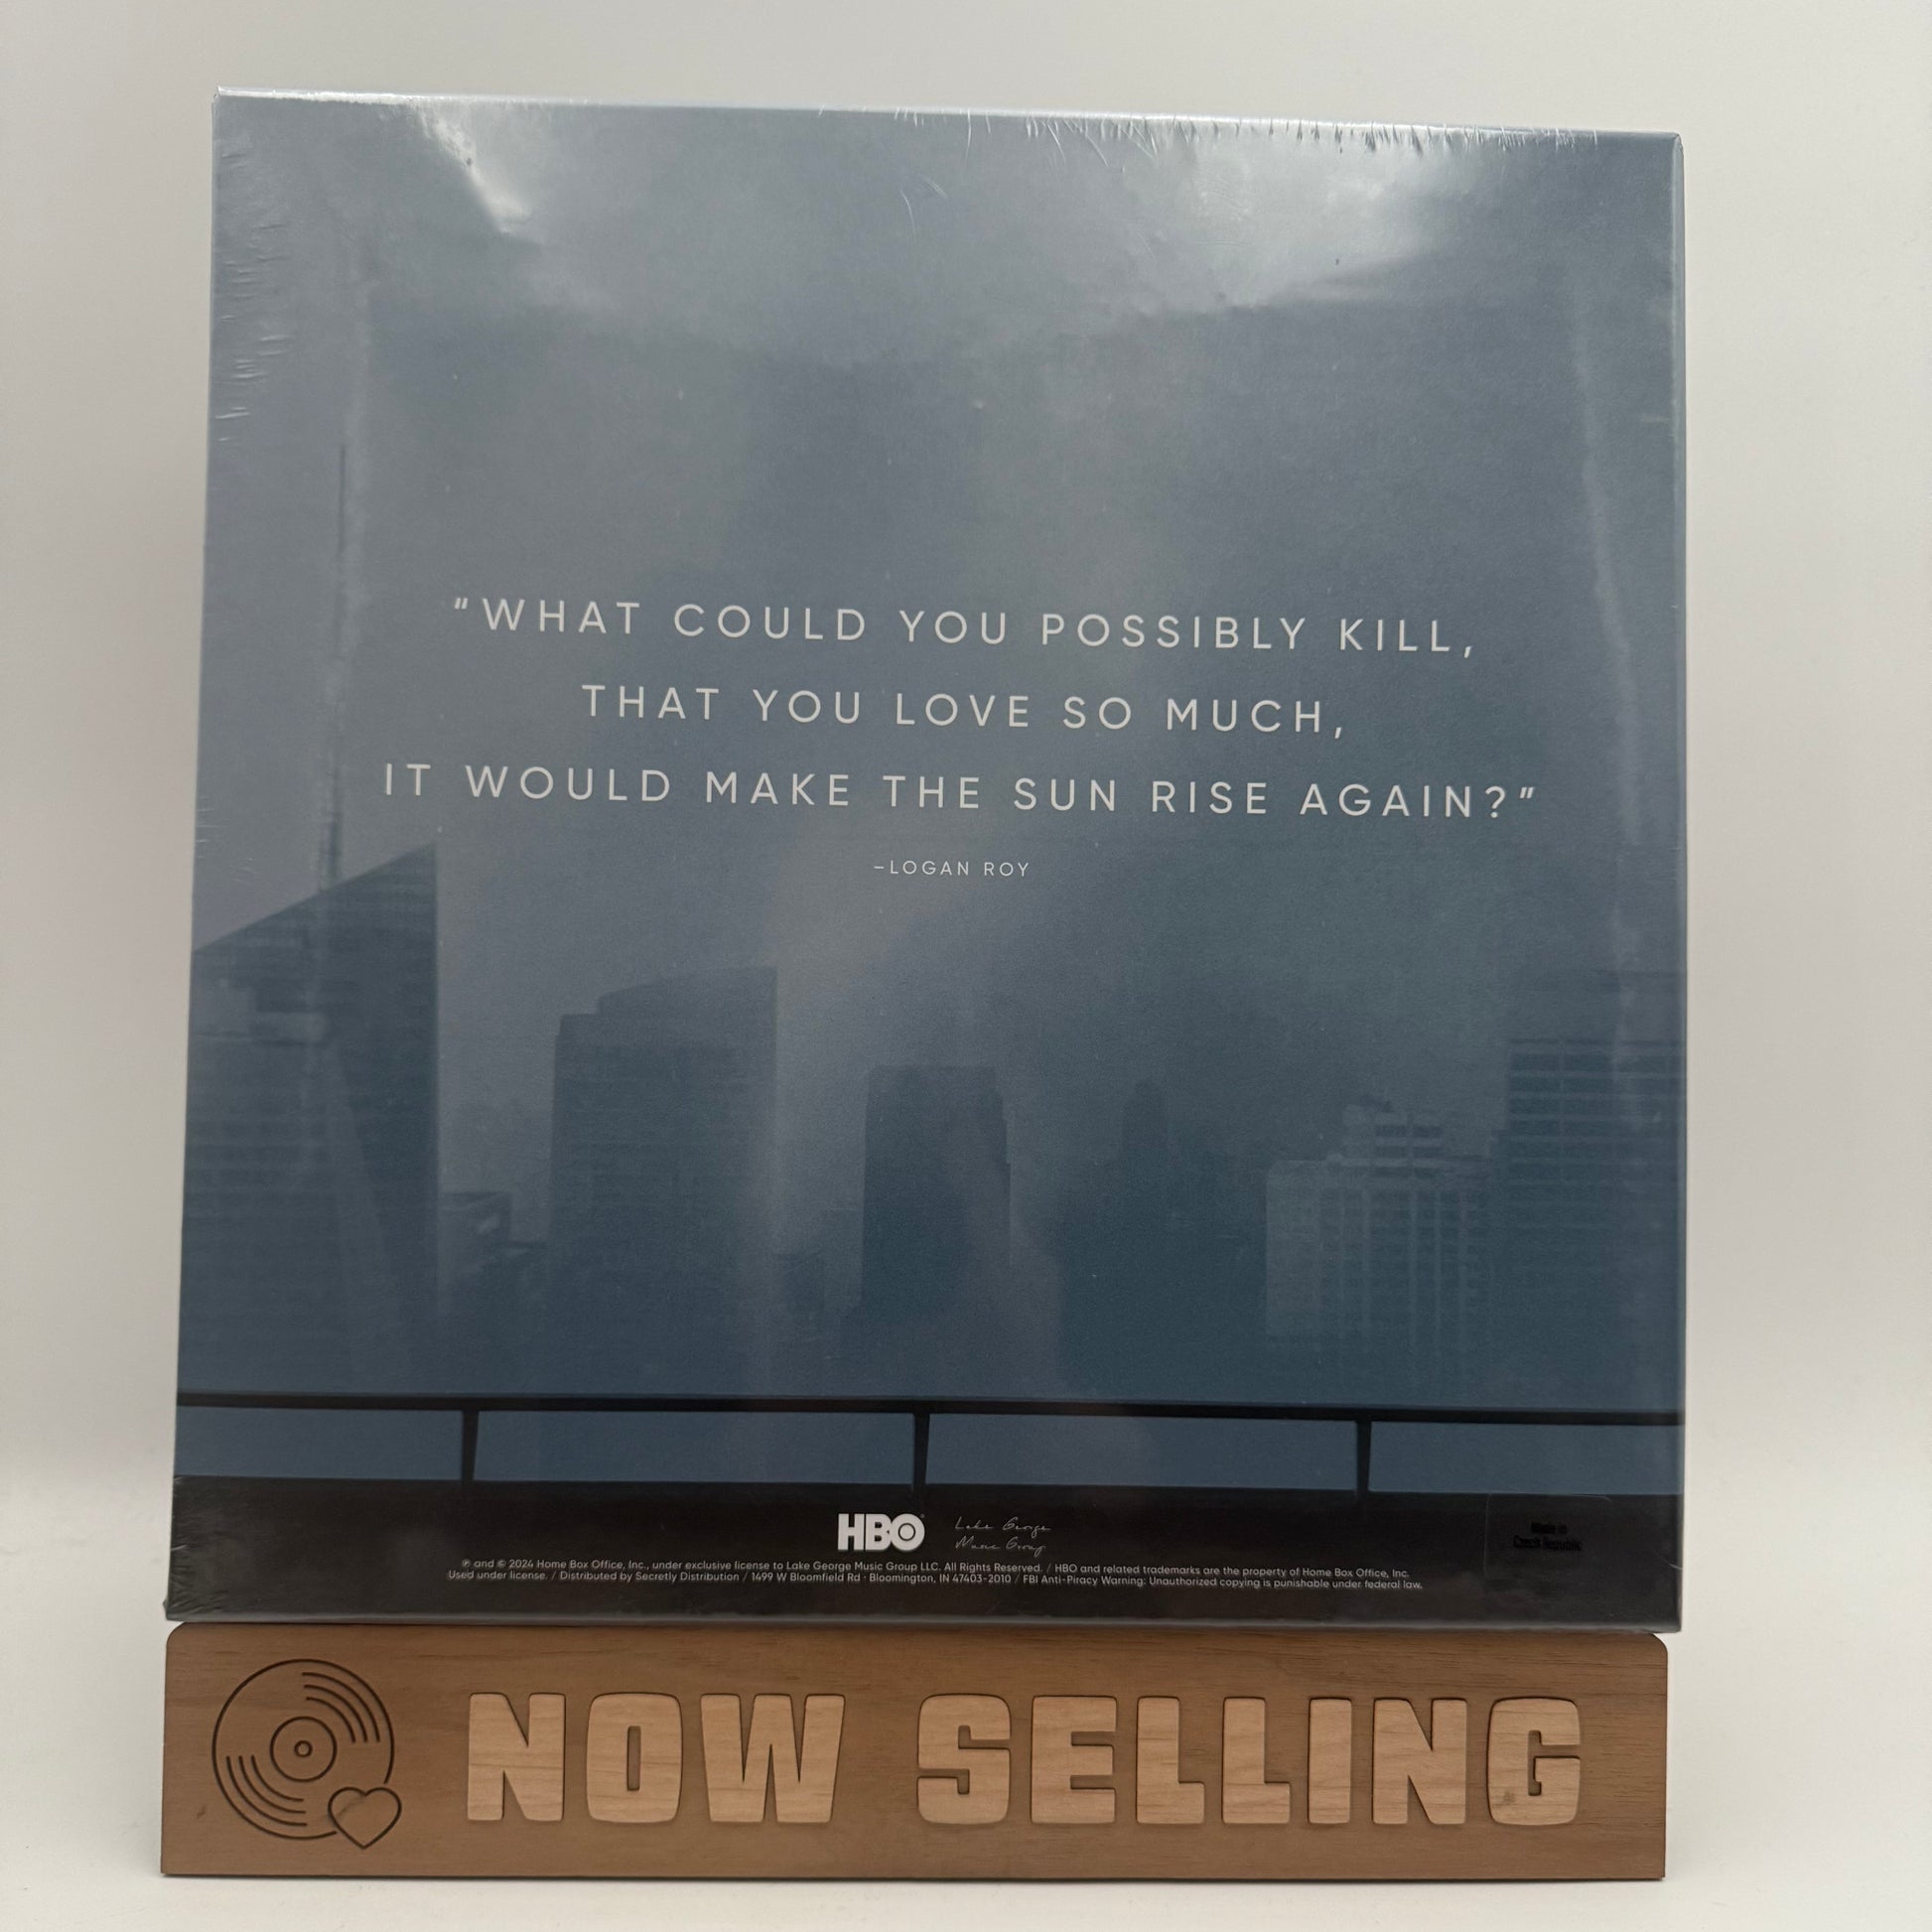 "WHAT COULD YOU POSSIBLY KILL,
THAT YOU LOVE SO MUCH,
IT WOULD MAKE THE SUN RISE AGAIN?"
–LOGAN ROY
HBO
Lake George
Music Group
Made in
Czech Republic
℗ and © 2024 Home Box Office, Inc., under exclusive license to Lake George Music Group LLC. All Rights Reserved. / HBO and related trademarks are the property of Home Box Office, Inc.
Used under license. / Distributed by Secretly Distribution / 1499 W Bloomfield Rd · Bloomington, IN 47403-2010 / FBI Anti-Piracy Warning: Unauthorized copying is punishable under federal law.
NOW SELLING